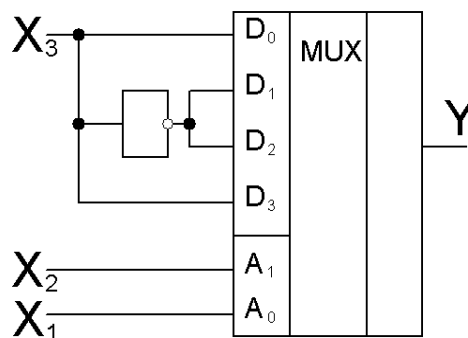 X₃
D₀
MUX
D₁
Y
D₂
D₃
X₂
A₁
X₁
A₀